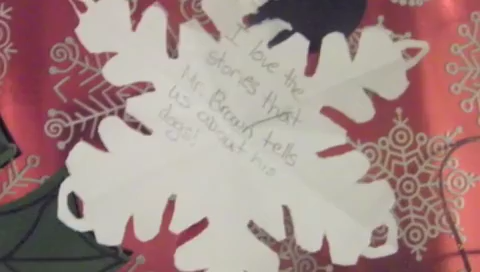 I love the
stories that
Mr. Brown tells
us about his
dogs!